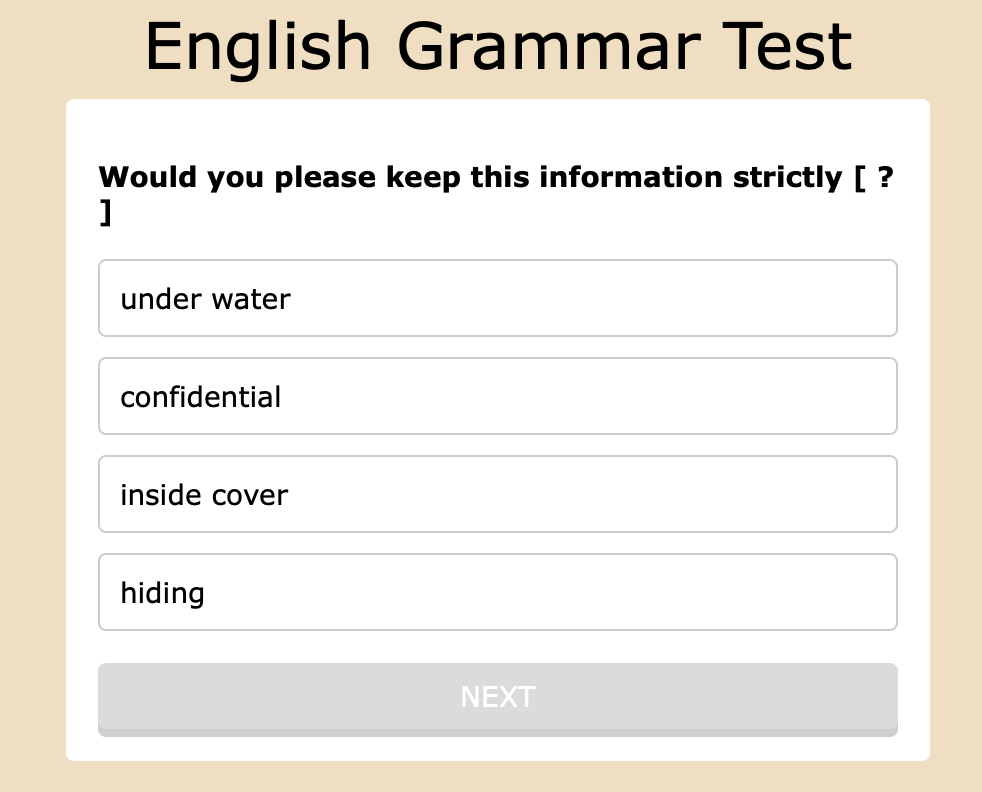 English Grammar Test
Would you please keep this information strictly [ ?
]
under water
confidential
inside cover
hiding
NEXT